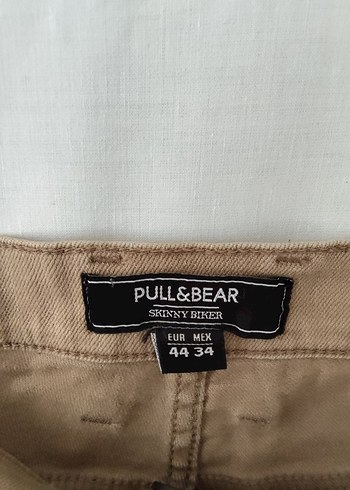 PULL&BEAR
SKINNY BIKER
EUR MEX
44 34